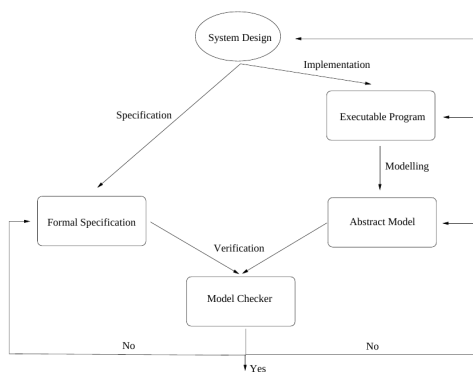 System Design
Implementation
Specification
Executable Program
Modelling
Formal Specification
Abstract Model
Verification
Model Checker
No
No
Yes